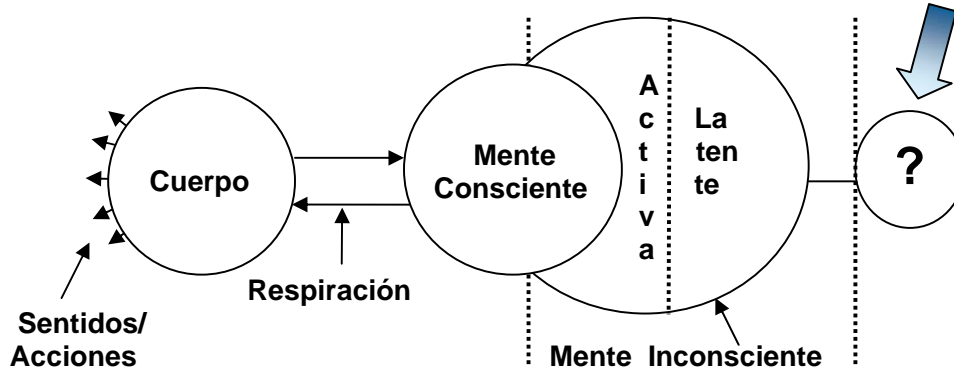 Cuerpo
Mente
Consciente
A
c
t
i
v
a
La
ten
te
?
Respiración
Sentidos/
Acciones
Mente Inconsciente